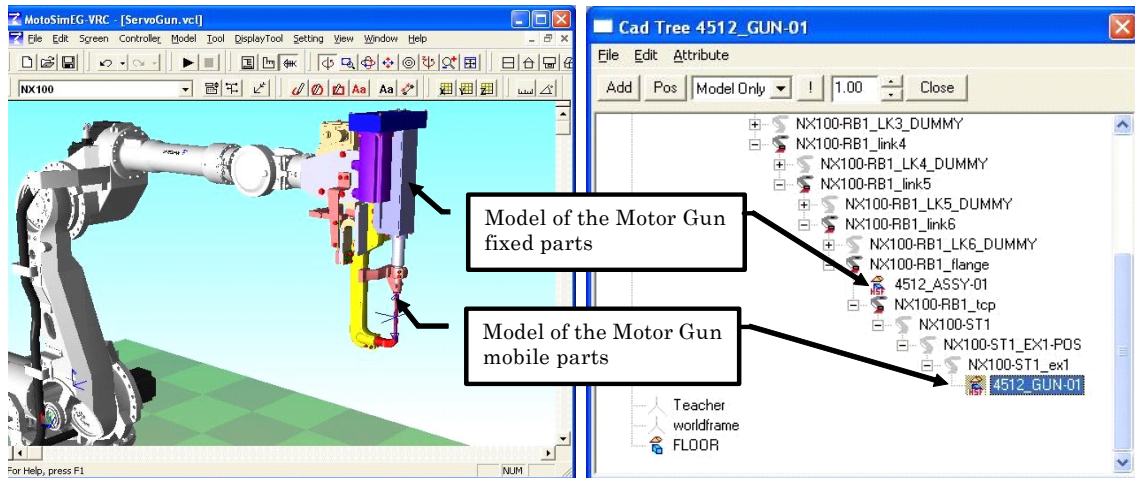 MotoSimEG-VRC - [ServoGun.vcl]
File Edit Screen Controller Model Tool DisplayTool Setting View Window Help
NX100
Aa Aa
For Help, press F1
NUM
Model of the Motor Gun
fixed parts
Model of the Motor Gun
mobile parts
Cad Tree 4512_GUN-01
File Edit Attribute
Add Pos Model Only ! 1.00 Close
NX100-RB1_LK3_DUMMY
NX100-RB1_link4
NX100-RB1_LK4_DUMMY
NX100-RB1_link5
NX100-RB1_LK5_DUMMY
NX100-RB1_link6
NX100-RB1_LK6_DUMMY
NX100-RB1_flange
4512_ASSY-01
NX100-RB1_tcp
NX100-ST1
NX100-ST1_EX1-POS
NX100-ST1_ex1
4512_GUN-01
Teacher
worldframe
FLOOR